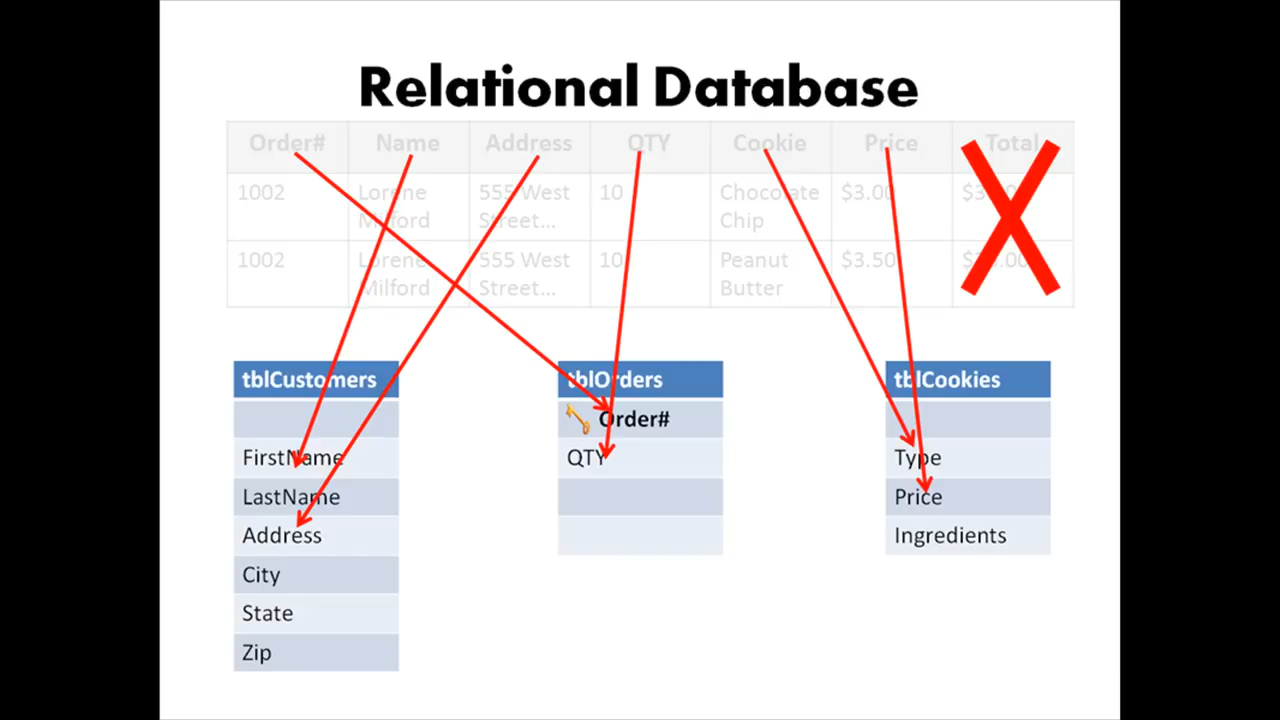 Relational Database
Order# Name Address QTY Cookie Price Total
1002 Lorene 555 West 10 Chocolate $3.00
Milford Street... Chip
1002 Lorene 555 West 10 Peanut $3.50
Milford Street... Butter
tblCustomers tblOrders tblCookies
Order#
FirstName QTY Type
LastName Price
Address Ingredients
City
State
Zip